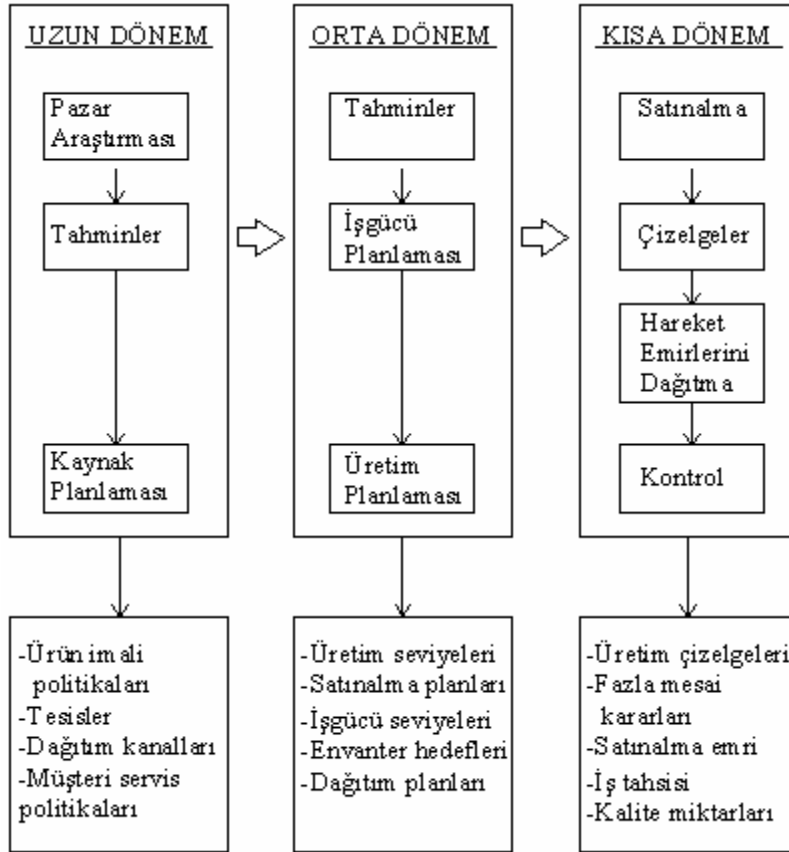 UZUN DÖNEM
Pazar
Araştırması
Tahminler
Kaynak
Planlaması
-Ürün imali
politikaları
-Tesisler
-Dağıtım kanalları
-Müşteri servis
politikaları
ORTA DÖNEM
Tahminler
İşgücü
Planlaması
Üretim
Planlaması
-Üretim seviyeleri
-Satınalma planları
-İşgücü seviyeleri
-Envanter hedefleri
-Dağıtım planları
KISA DÖNEM
Satınalma
Çizelgeler
Hareket
Emirlerini
Dağıtma
Kontrol
-Üretim çizelgeleri
-Fazla mesai
kararları
-Satınalma emri
-İş tahsisi
-Kalite miktarları